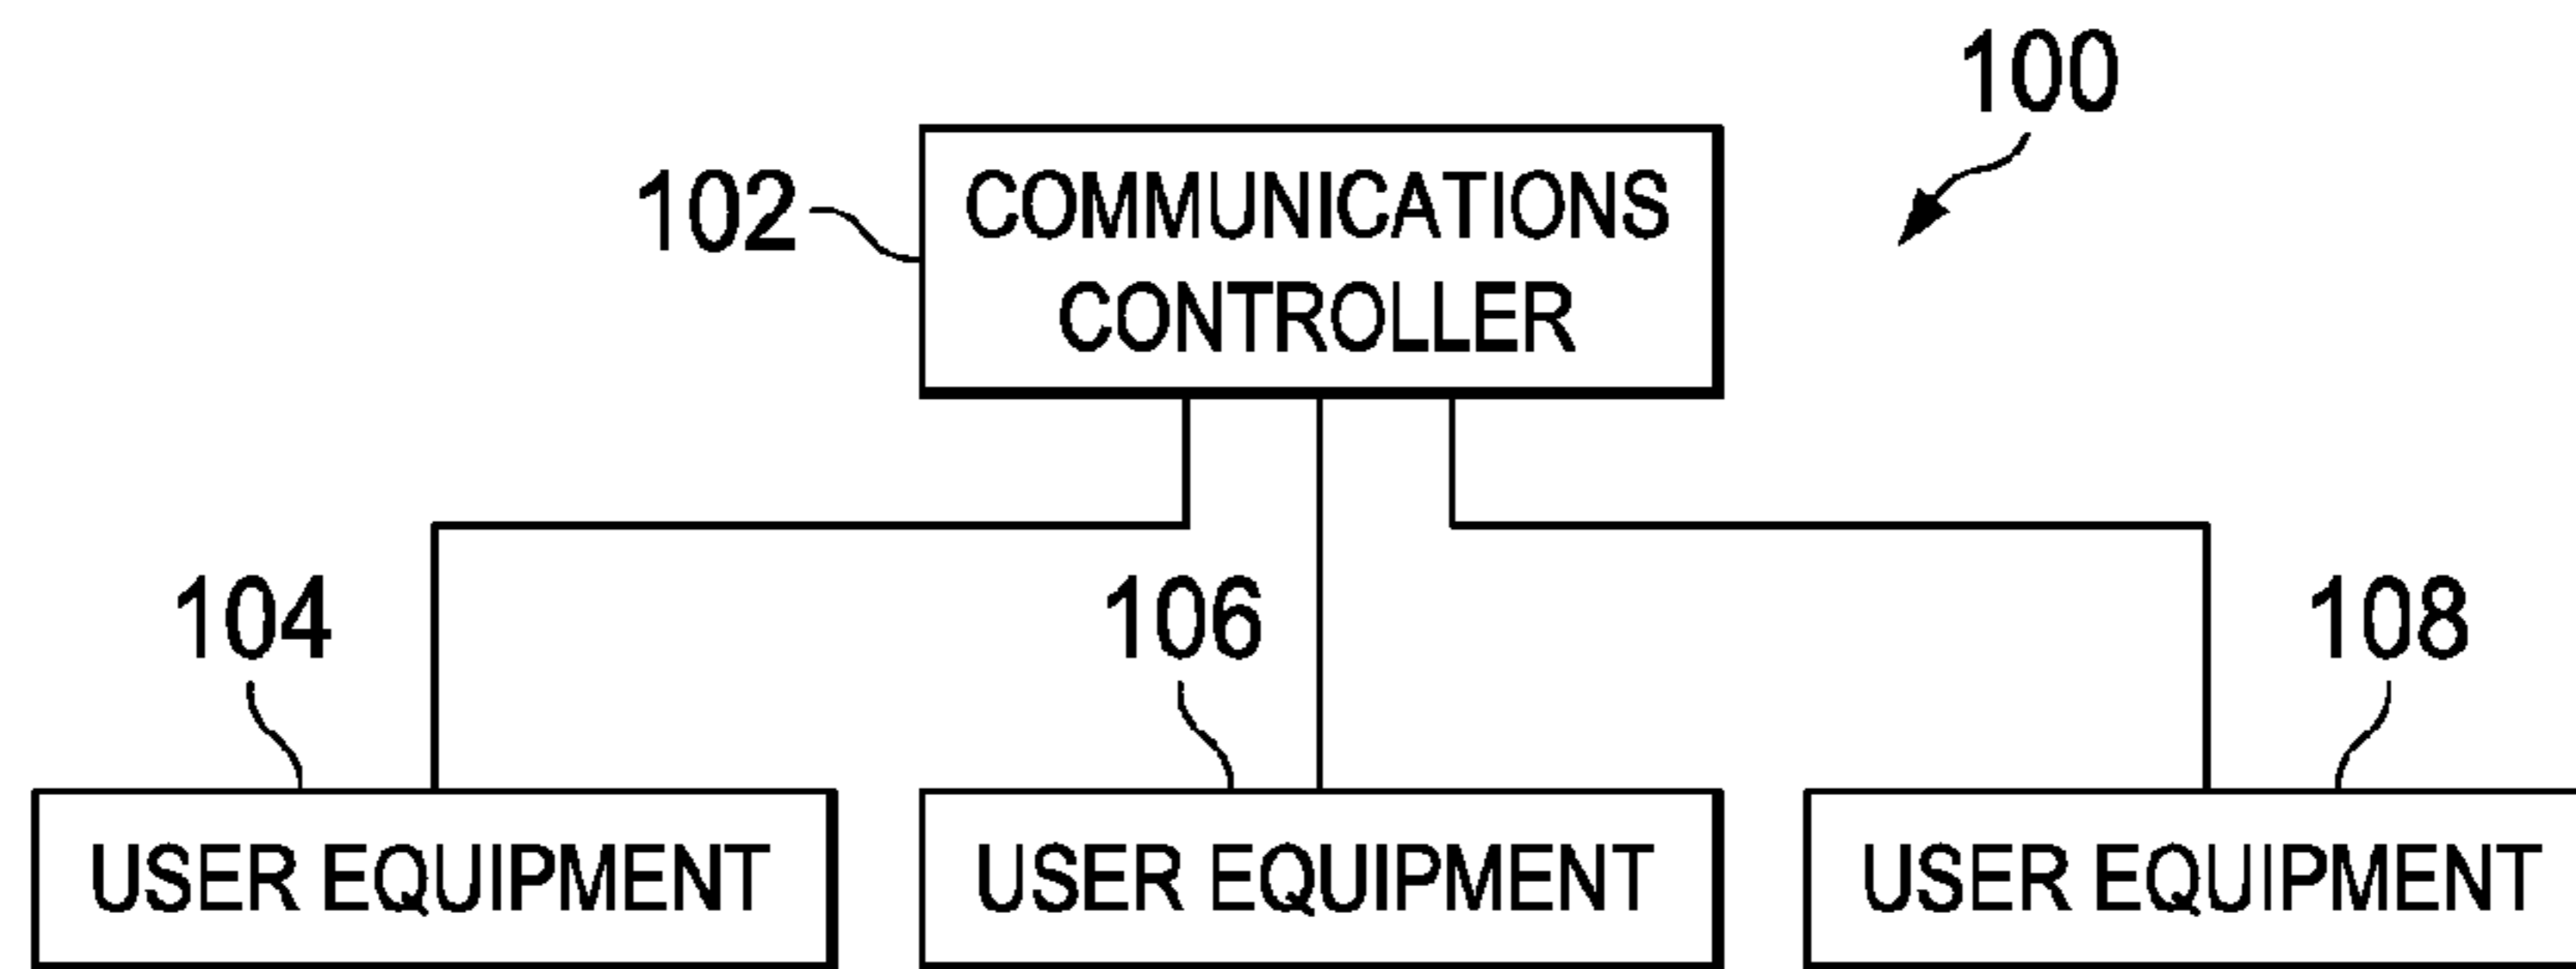 100
102
COMMUNICATIONS
CONTROLLER
104
106
108
USER EQUIPMENT
USER EQUIPMENT
USER EQUIPMENT